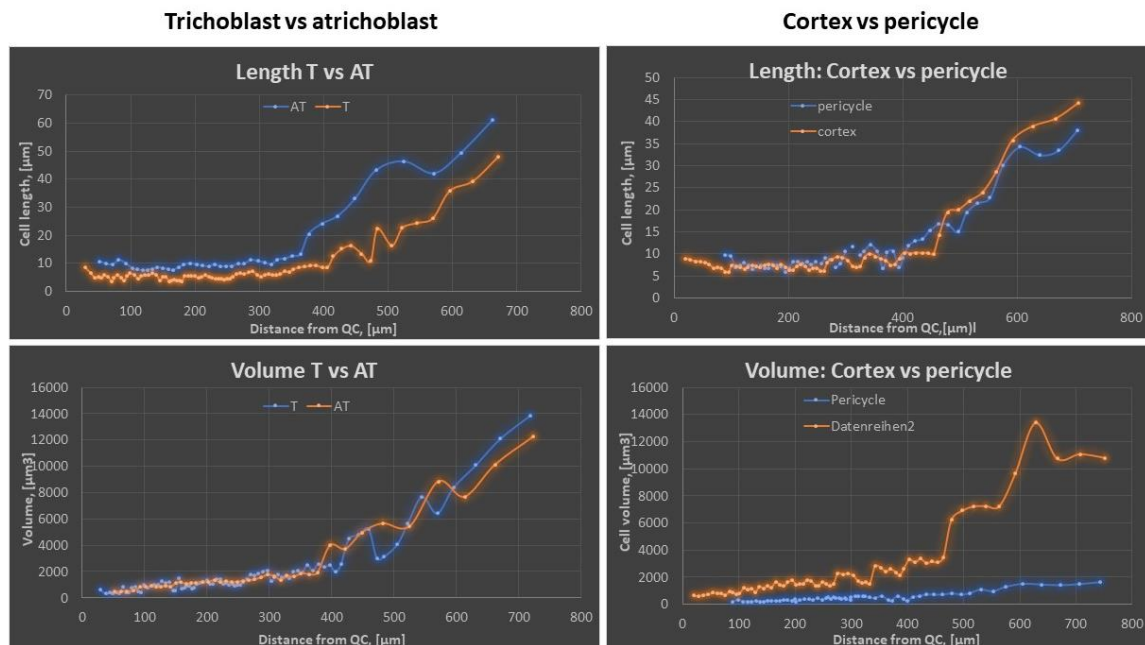 Trichoblast vs atrichoblast
Cortex vs pericycle
Length T vs AT
AT
T
Cell length, [µm]
70
60
50
40
30
20
10
0
0 100 200 300 400 500 600 700 800
Distance from QC, [µm]
Length: Cortex vs pericycle
pericycle
cortex
Cell length, [µm]
50
45
40
35
30
25
20
15
10
5
0
0 200 400 600 800
Distance from QC,[µm)l
Volume T vs AT
T
AT
Volume, [µm3]
16000
14000
12000
10000
8000
6000
4000
2000
0
0 100 200 300 400 500 600 700 800
Distance from QC, [µm]
Volume: Cortex vs pericycle
Pericycle
Datenreihen2
Cell volume, [µm3]
16000
14000
12000
10000
8000
6000
4000
2000
0
0 100 200 300 400 500 600 700 800
Distance from QC, [µm]